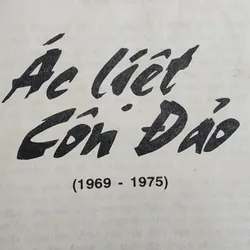 Ác liệt
Côn Đảo
(1969 - 1975)